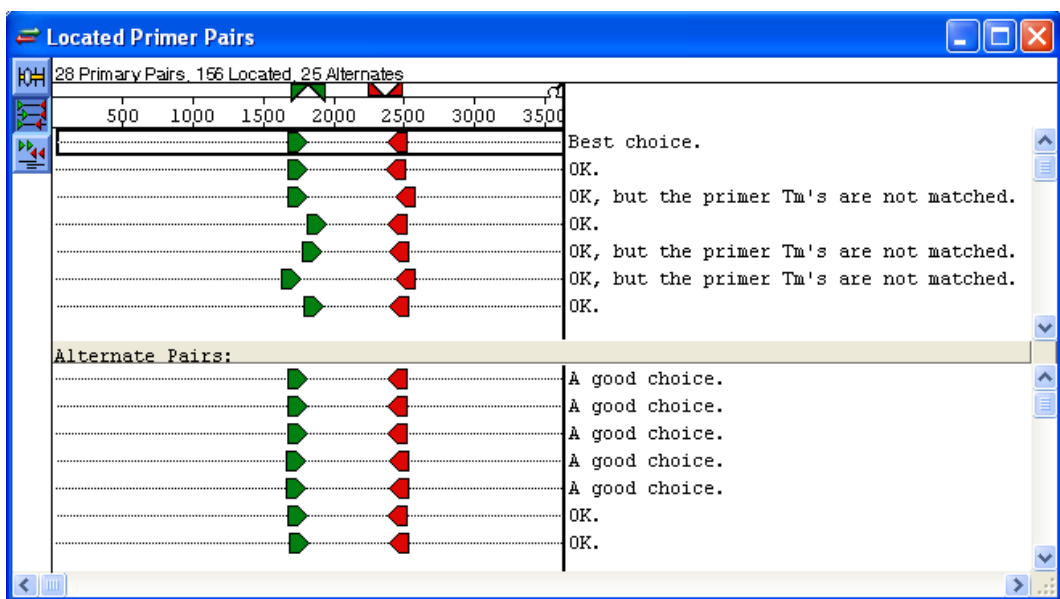 Located Primer Pairs
28 Primary Pairs, 156 Located, 25 Alternates
500 1000 1500 2000 2500 3000 3500
Best choice.
OK.
OK, but the primer Tm's are not matched.
OK.
OK, but the primer Tm's are not matched.
OK, but the primer Tm's are not matched.
OK.
Alternate Pairs:
A good choice.
A good choice.
A good choice.
A good choice.
A good choice.
OK.
OK.